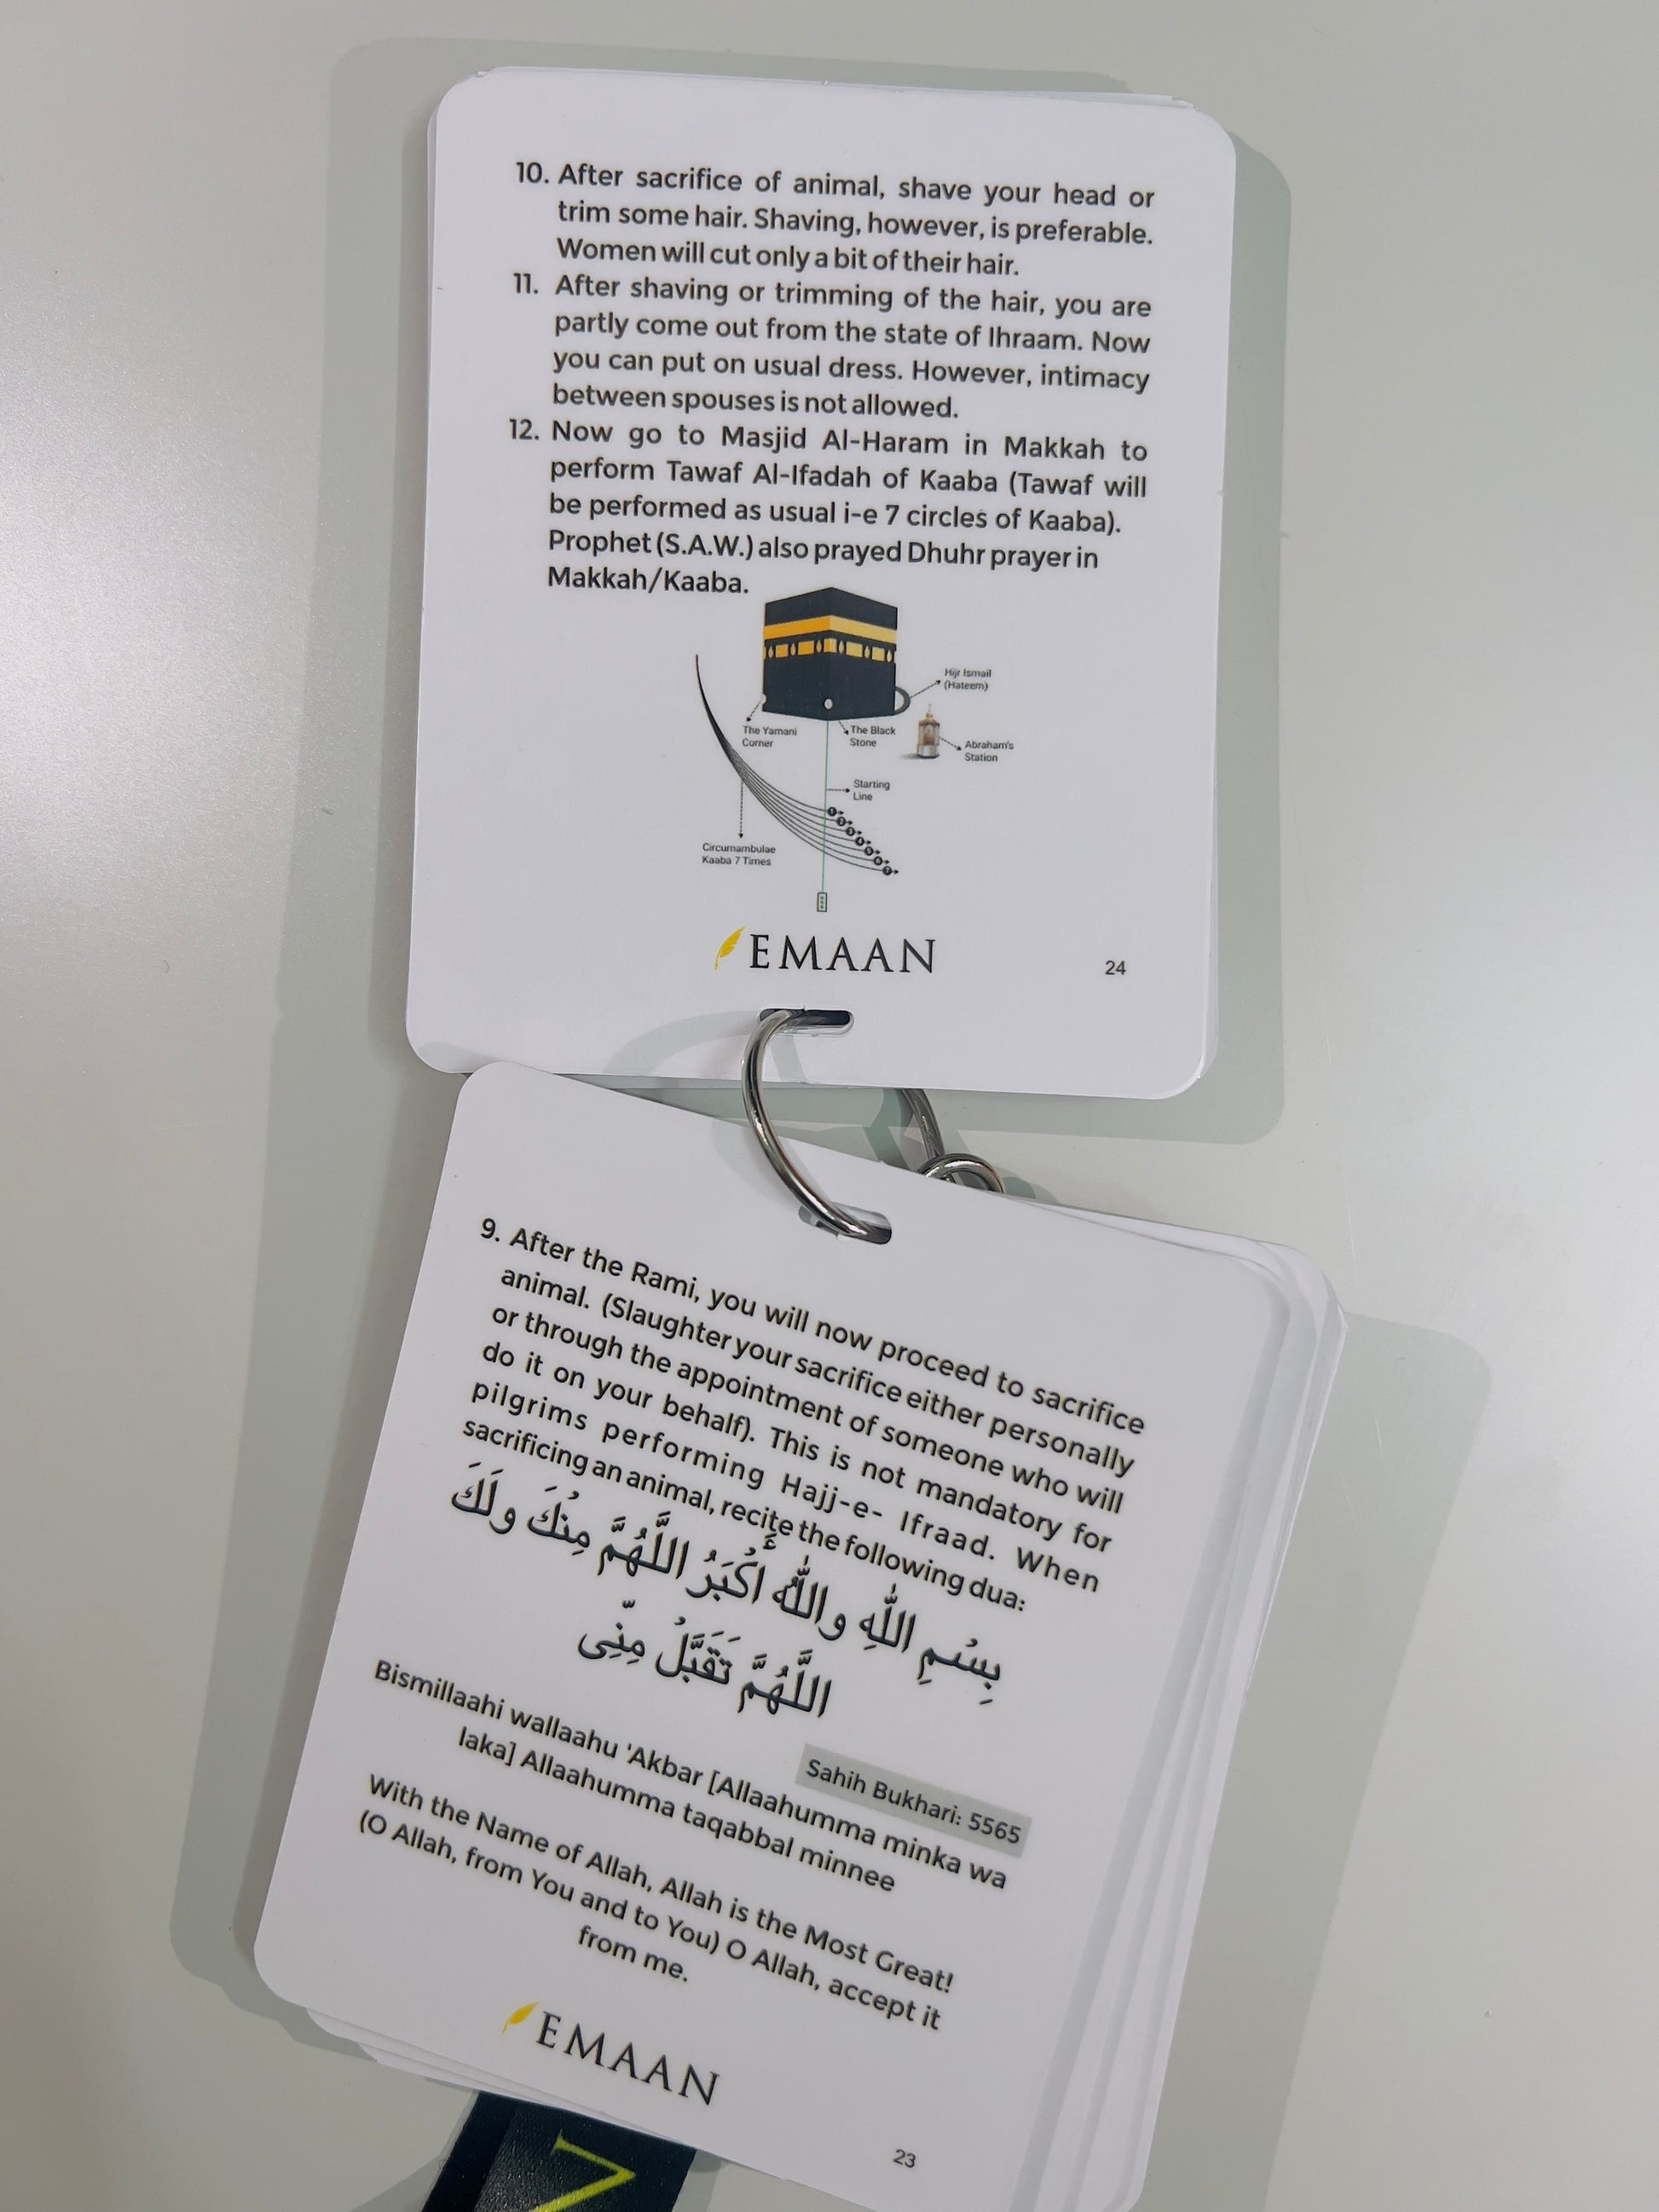 10. After sacrifice of animal, shave your head or
trim some hair. Shaving, however, is preferable.
Women will cut only a bit of their hair.
11. After shaving or trimming of the hair, you are
partly come out from the state of Ihraam. Now
you can put on usual dress. However, intimacy
between spouses is not allowed.
12. Now go to Masjid Al-Haram in Makkah to
perform Tawaf Al-Ifadah of Kaaba (Tawaf will
be performed as usual i-e 7 circles of Kaaba).
Prophet (S.A.W.) also prayed Dhuhr prayer in
Makkah/Kaaba.
Hijr Ismail
(Hateem)
The Yamani
Corner
The Black
Stone
Abraham's
Station
Starting
Line
1
2
3
4
5
6
7
Circumambulae
Kaaba 7 Times
EMAAN
24
9. After the Rami, you will now proceed to sacrifice
animal. (Slaughter your sacrifice either personally
or through the appointment of someone who will
do it on your behalf). This is not mandatory for
pilgrims performing Hajj-e- Ifraad. When
sacrificing an animal, recite the following dua:
بِسْمِ اللّٰهِ واللّٰهُ أَكْبَرُ اللَّهُمَّ مِنْكَ ولَكَ
اللَّهُمَّ تَقَبَّلْ مِنِّى
Sahih Bukhari: 5565
Bismillaahi wallaahu 'Akbar [Allaahumma minka wa
laka] Allaahumma taqabbal minnee
With the Name of Allah, Allah is the Most Great!
(O Allah, from You and to You) O Allah, accept it
from me.
EMAAN
23